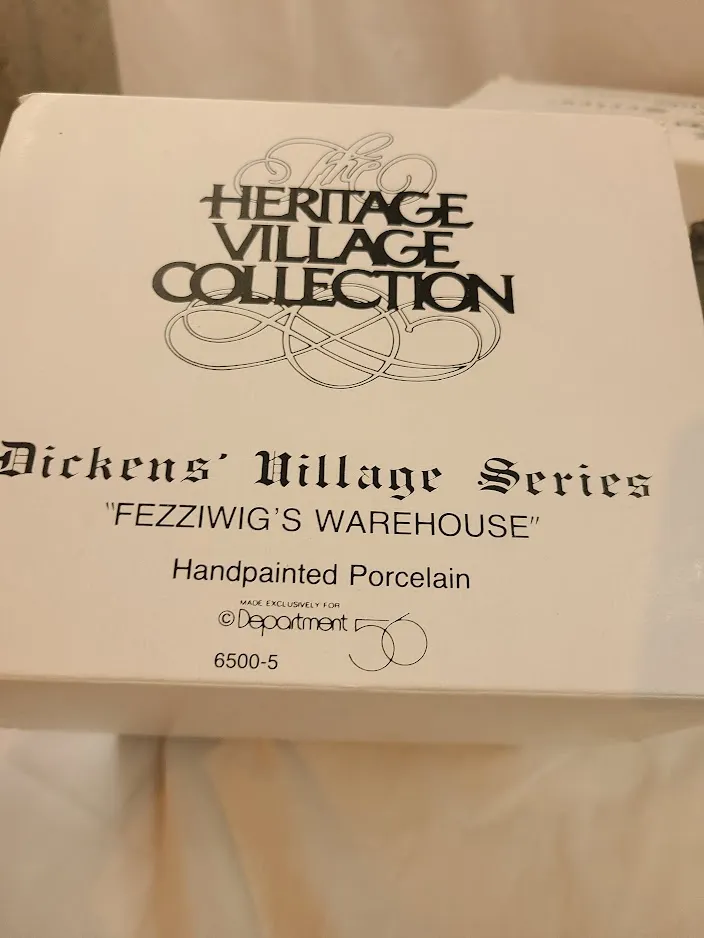 The
HERITAGE
VILLAGE
COLLECTION
Dickens' Village Series
"FEZZIWIG'S WAREHOUSE"
Handpainted Porcelain
MADE EXCLUSIVELY FOR
© Department 56
6500-5